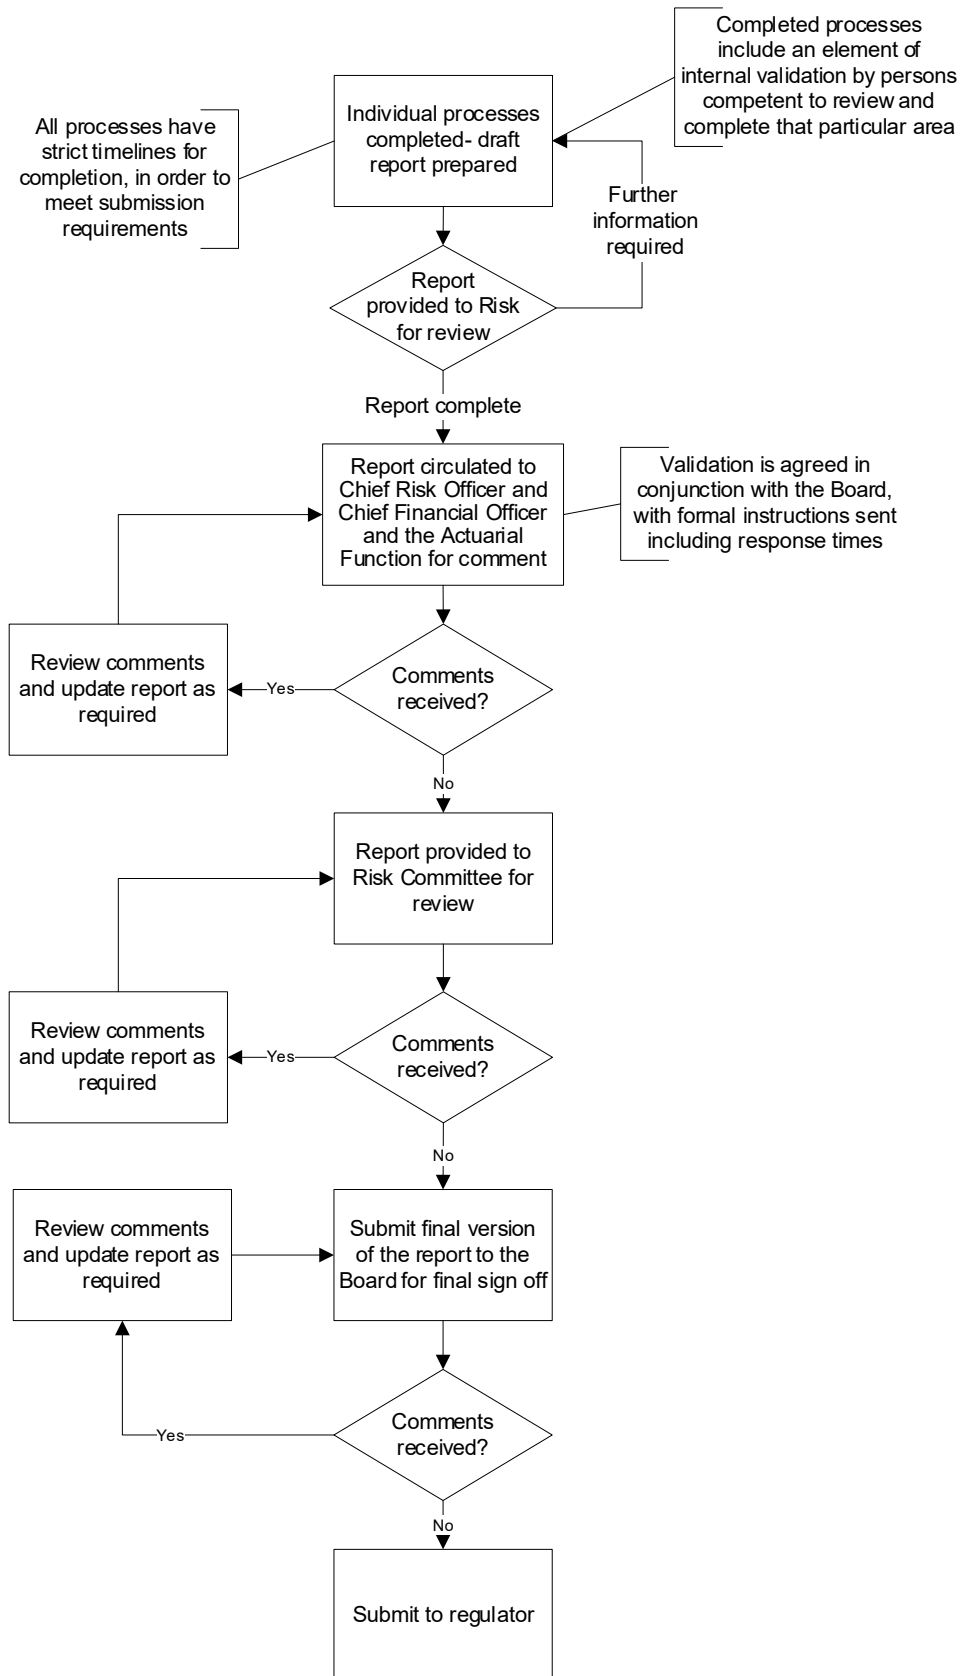 Completed processes
include an element of
internal validation by persons
competent to review and
complete that particular area
All processes have
strict timelines for
completion, in order to
meet submission
requirements
Individual processes
completed- draft
report prepared
Further
information
required
Report
provided to Risk
for review
Report complete
Report circulated to
Chief Risk Officer and
Chief Financial Officer
and the Actuarial
Function for comment
Validation is agreed in
conjunction with the Board,
with formal instructions sent
including response times
Review comments
and update report as
required
Yes
Comments
received?
No
Report provided to
Risk Committee for
review
Review comments
and update report as
required
Yes
Comments
received?
No
Review comments
and update report as
required
Submit final version
of the report to the
Board for final sign off
Yes
Comments
received?
No
Submit to regulator